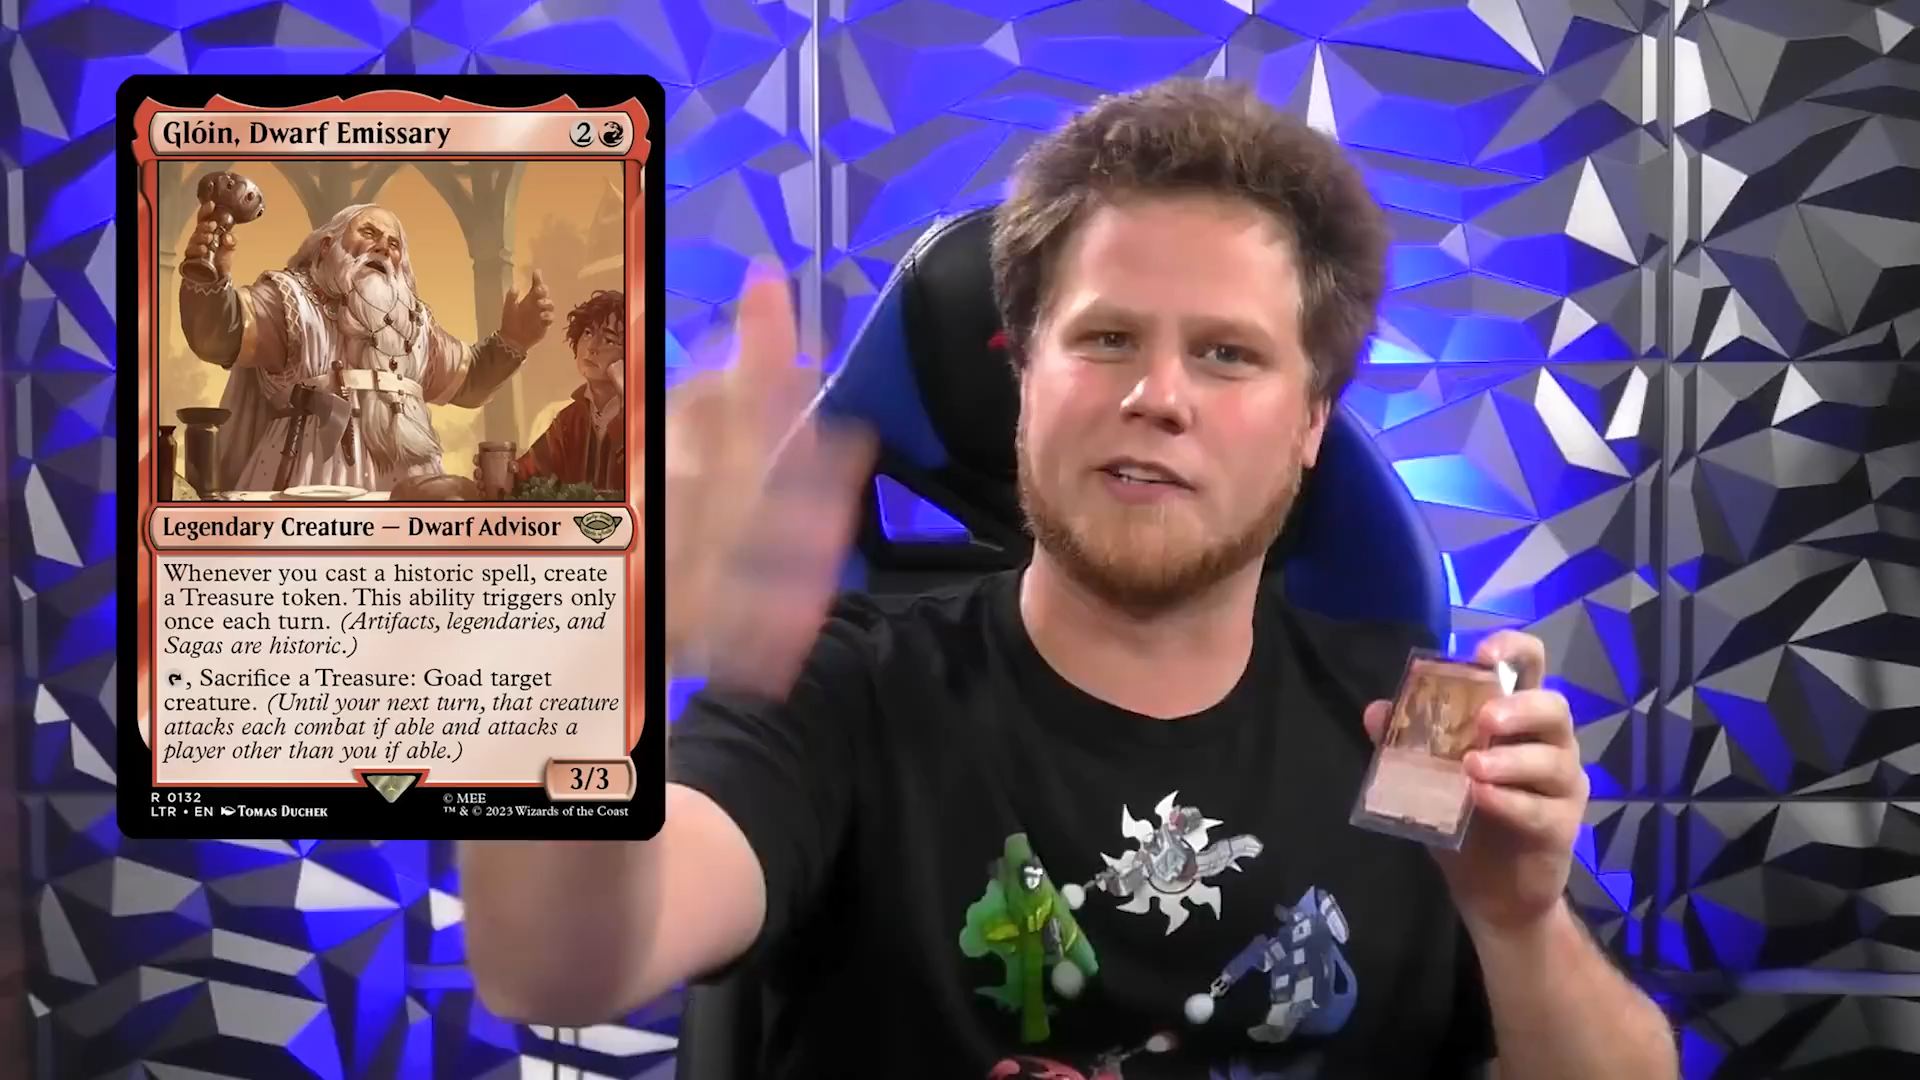 Glóin, Dwarf Emissary 2
Legendary Creature — Dwarf Advisor
Whenever you cast a historic spell, create
a Treasure token. This ability triggers only
once each turn. (Artifacts, legendaries, and
Sagas are historic.)
, Sacrifice a Treasure: Goad target
creature. (Until your next turn, that creature
attacks each combat if able and attacks a
player other than you if able.)
3/3
R 0132
LTR • EN Tomas Duchek
© MEE
™ & © 2023 Wizards of the Coast